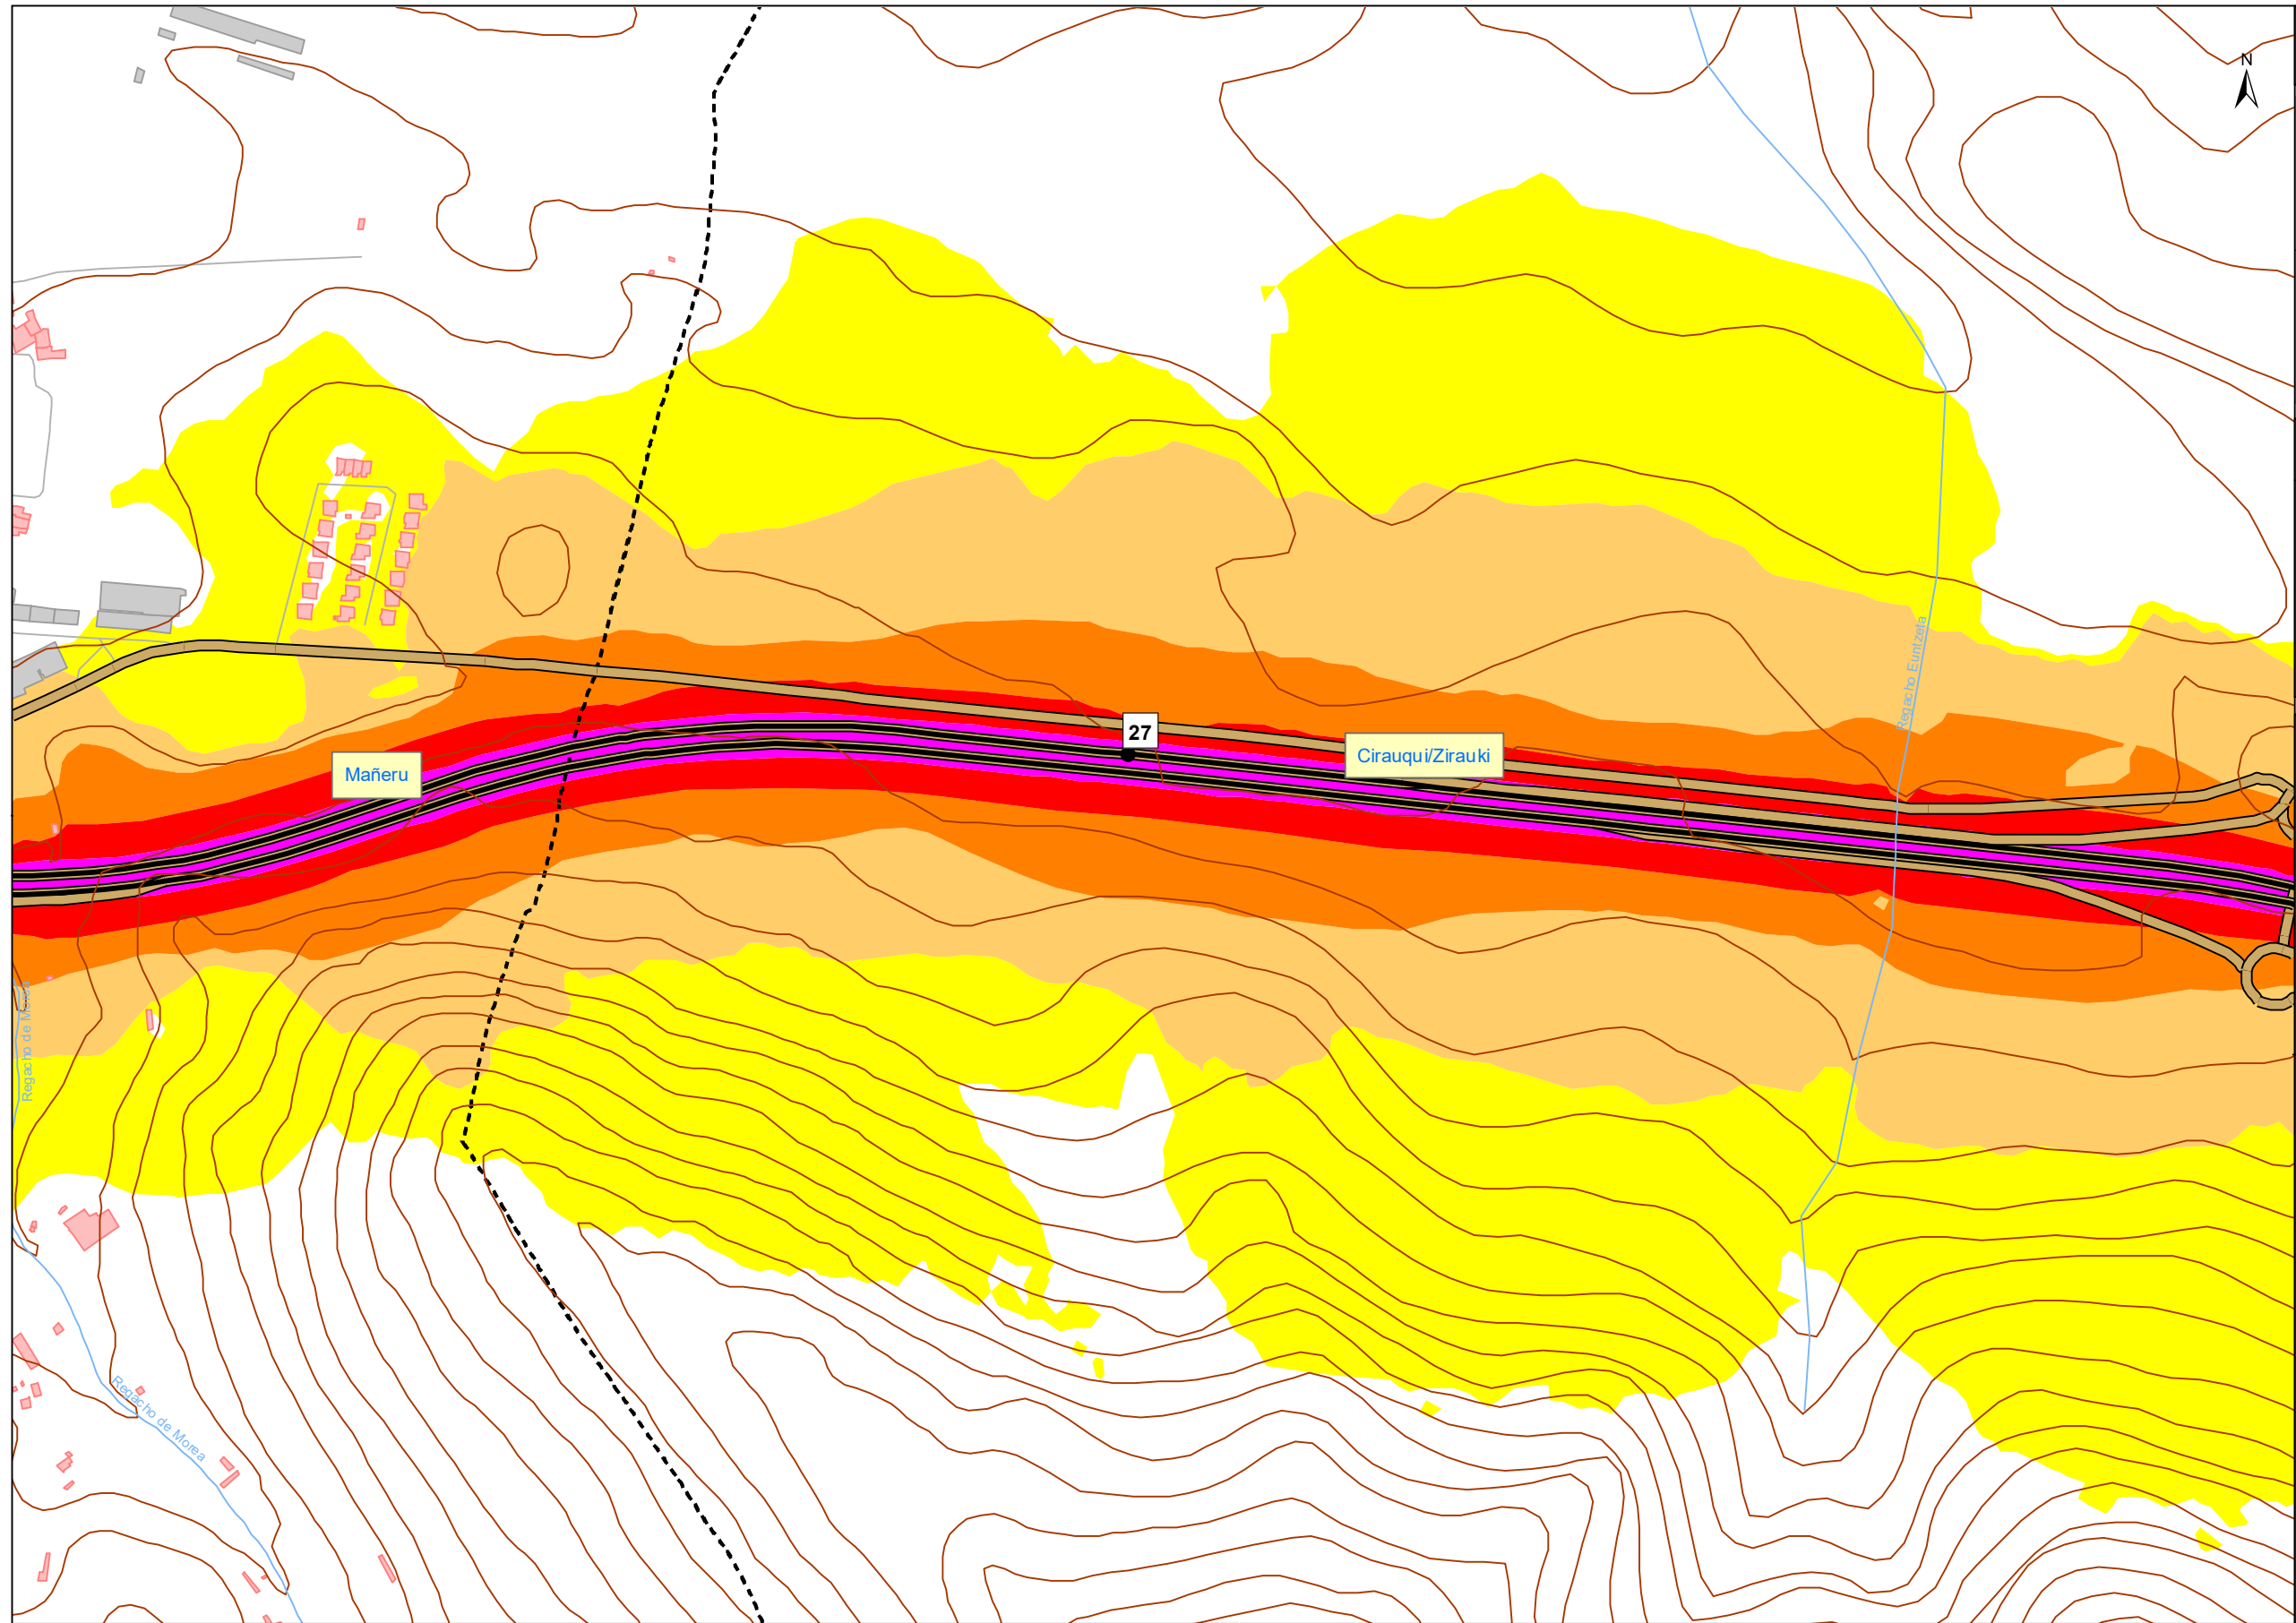 N
Regacho Euntzeta
27
Cirauqui/Zirauki
Mañeru
Regacho de Morea
Regacho de Morea